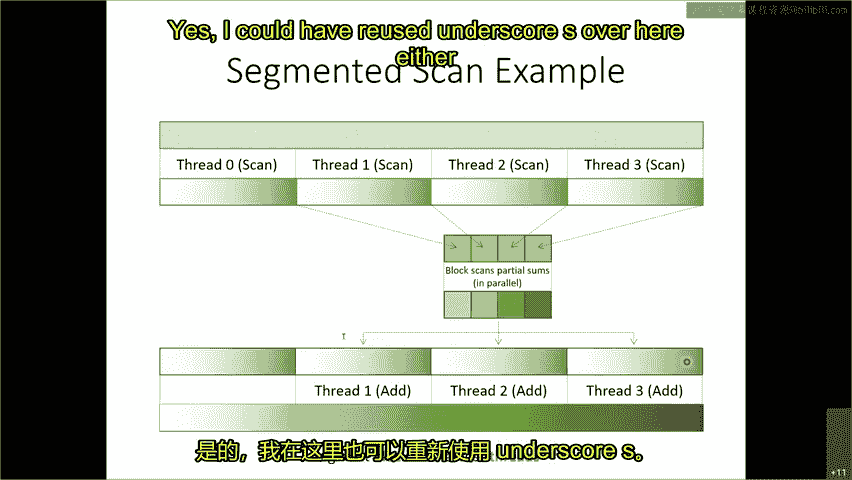 Yes, I could have reused underscore s over here
either
Segmented Scan Example
Thread 0 (Scan) Thread 1 (Scan) Thread 2 (Scan) Thread 3 (Scan)
Block scans partial sums
(in parallel)
Thread 1 (Add) Thread 2 (Add) Thread 3 (Add)
是的，我在这里也可以重新使用 underscore s。
+11